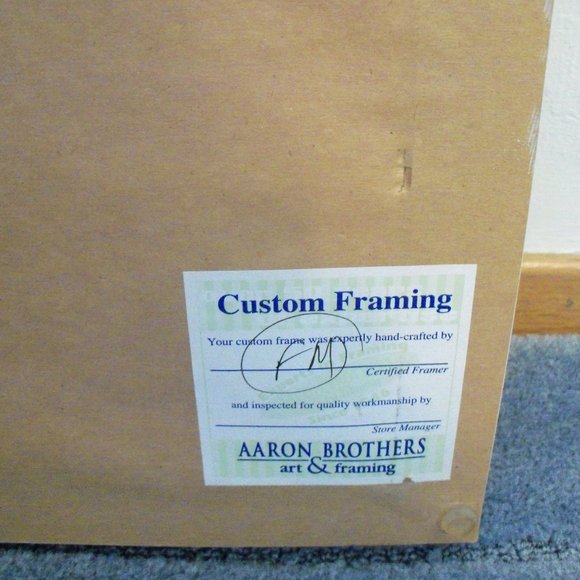 Custom Framing
Your custom frame was expertly hand-crafted by
FM
Certified Framer
and inspected for quality workmanship by
Store Manager
AARON BROTHERS
art & framing